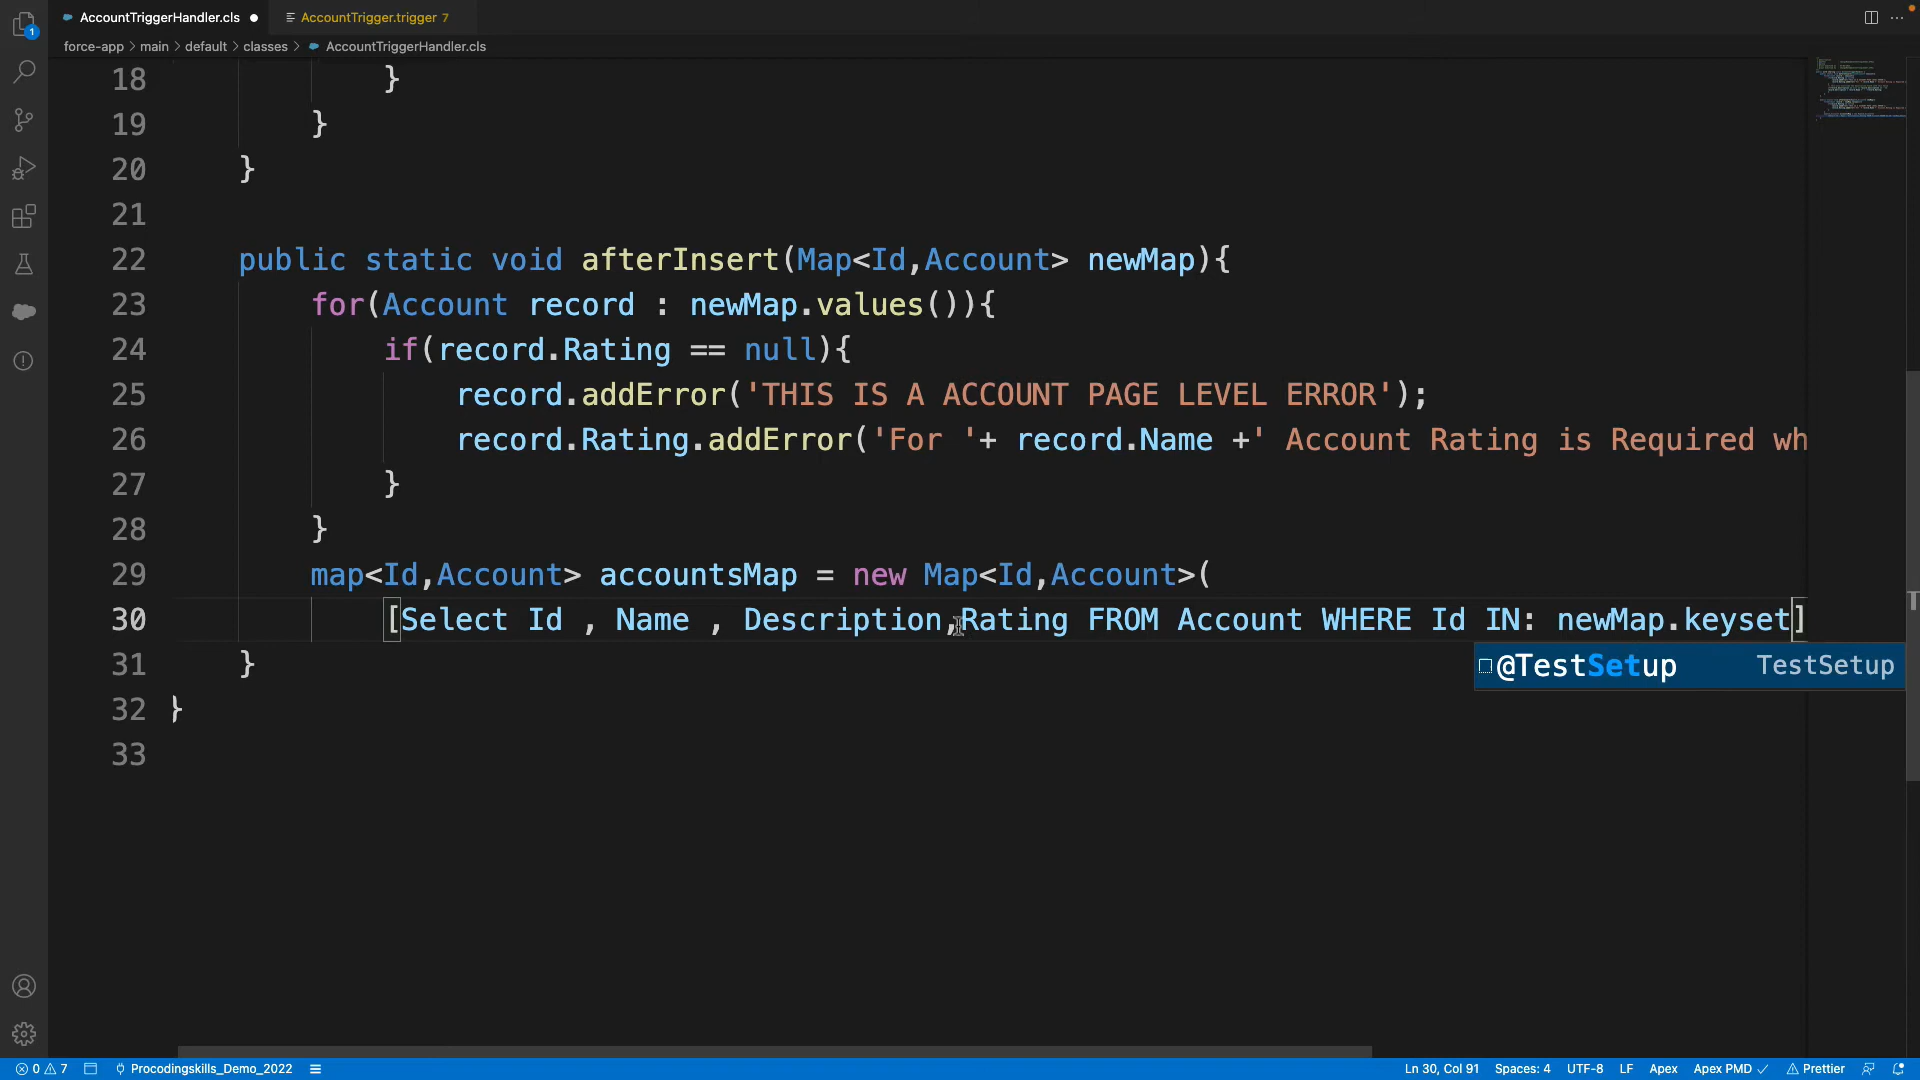 AccountTriggerHandler.cls ● AccountTrigger.trigger 7
force-app > main > default > classes > AccountTriggerHandler.cls
18 }
19 }
20 }
21
22 public static void afterInsert(Map<Id,Account> newMap){
23 for(Account record : newMap.values()){
24 if(record.Rating == null){
25 record.addError('THIS IS A ACCOUNT PAGE LEVEL ERROR');
26 record.Rating.addError('For '+ record.Name +' Account Rating is Required wh
27 }
28 }
29 map<Id,Account> accountsMap = new Map<Id,Account>(
30 [Select Id , Name , Description,Rating FROM Account WHERE Id IN: newMap.keyset]
@TestSetup TestSetup
31 }
32 }
33
1
0 7 Procodingskills_Demo_2022 Ln 30, Col 91 Spaces: 4 UTF-8 LF Apex Apex PMD ✓ Prettier